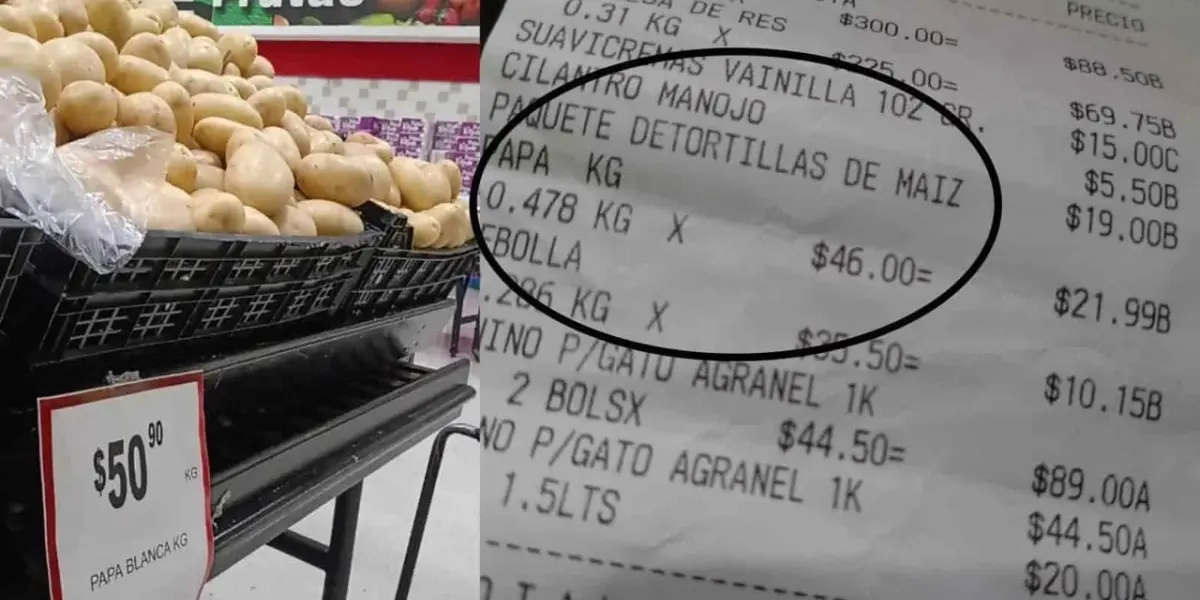 $50 90
KG
PAPA BLANCA KG
PRECIO
$300.00= $88.50B
DE RES
0.31 KG X $225.00= $69.75B
SUAVICREMAS VAINILLA 102 GR. $15.00C
CILANTRO MANOJO $5.50B
PAQUETE DETORTILLAS DE MAIZ $19.00B
PAPA KG
0.478 KG X $46.00= $21.99B
EBOLLA
.286 KG X $35.50= $10.15B
INO P/GATO AGRANEL 1K
2 BOLSX $44.50= $89.00A
NO P/GATO AGRANEL 1K $44.50A
1.5LTS $20.00A